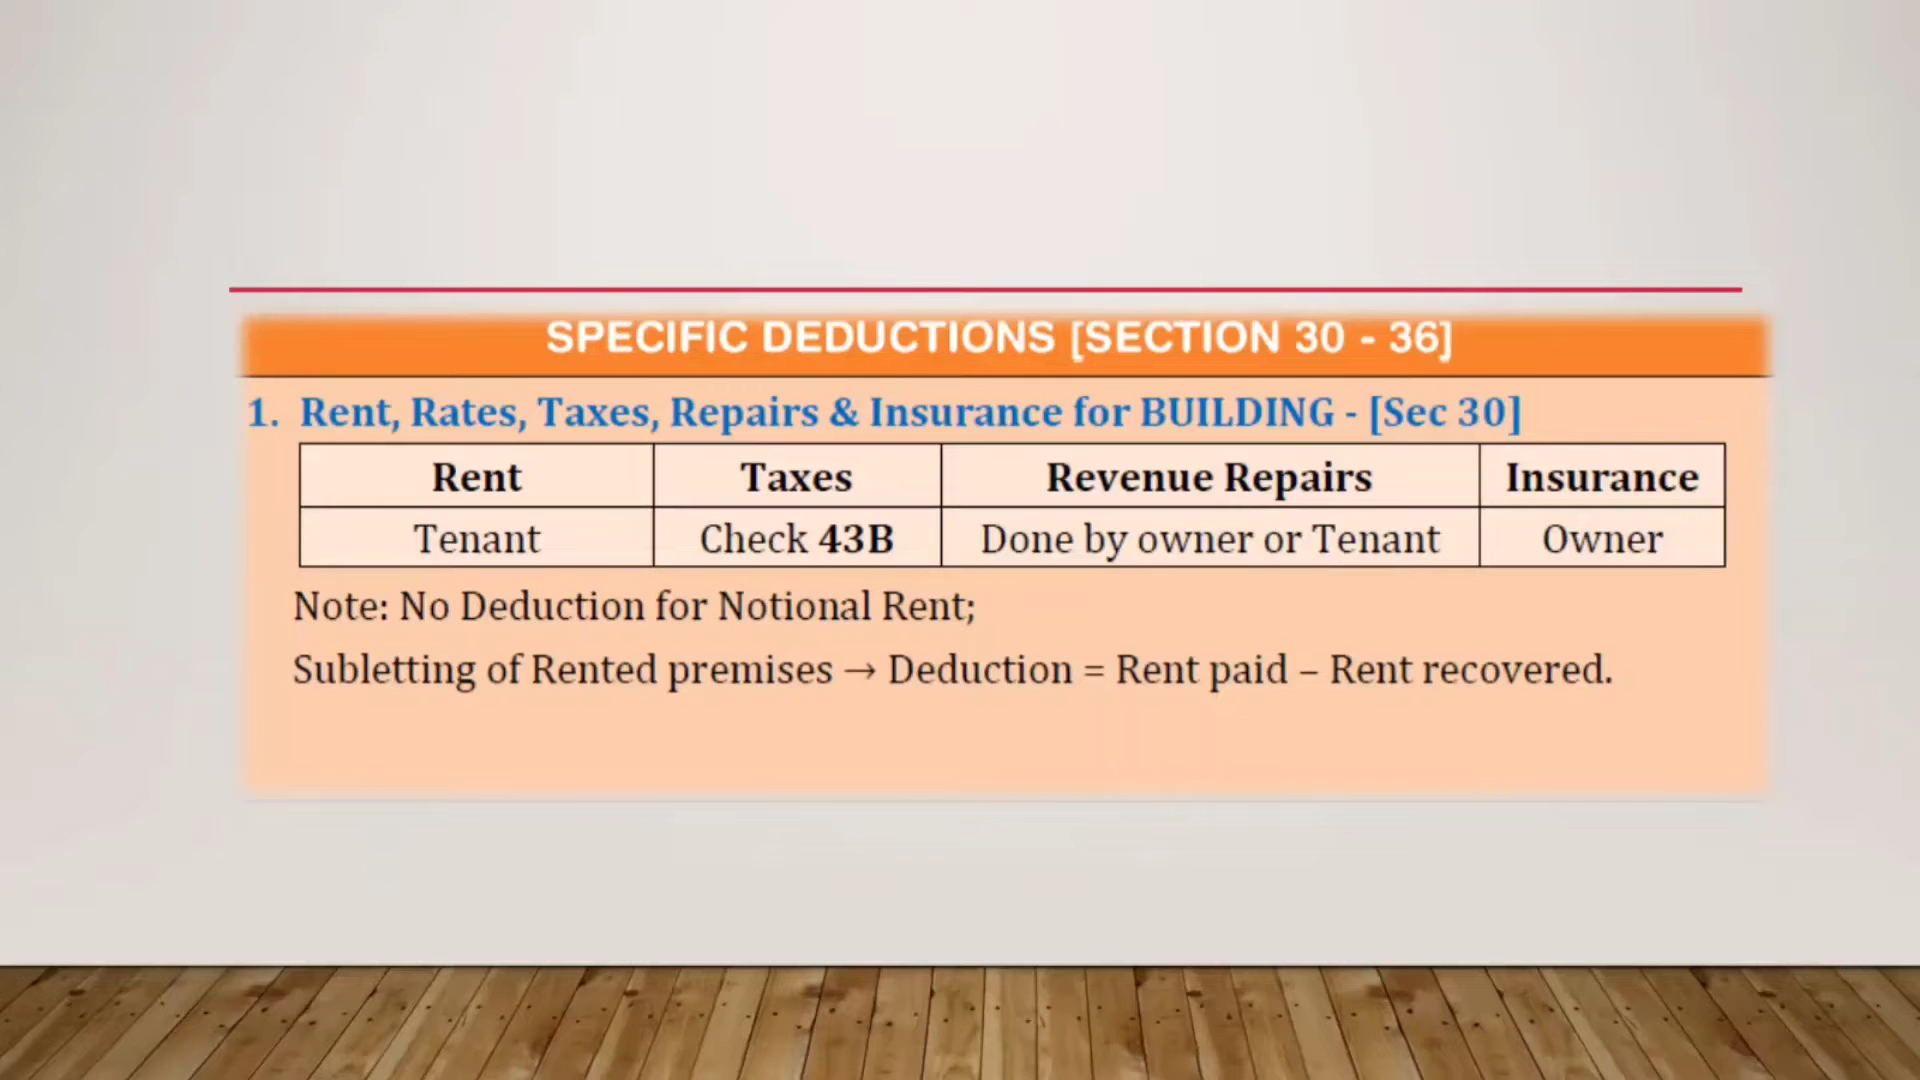 SPECIFIC DEDUCTIONS [SECTION 30 - 36]
1. Rent, Rates, Taxes, Repairs & Insurance for BUILDING - [Sec 30]
Rent Taxes Revenue Repairs Insurance
Tenant Check 43B Done by owner or Tenant Owner
Note: No Deduction for Notional Rent;
Subletting of Rented premises → Deduction = Rent paid – Rent recovered.